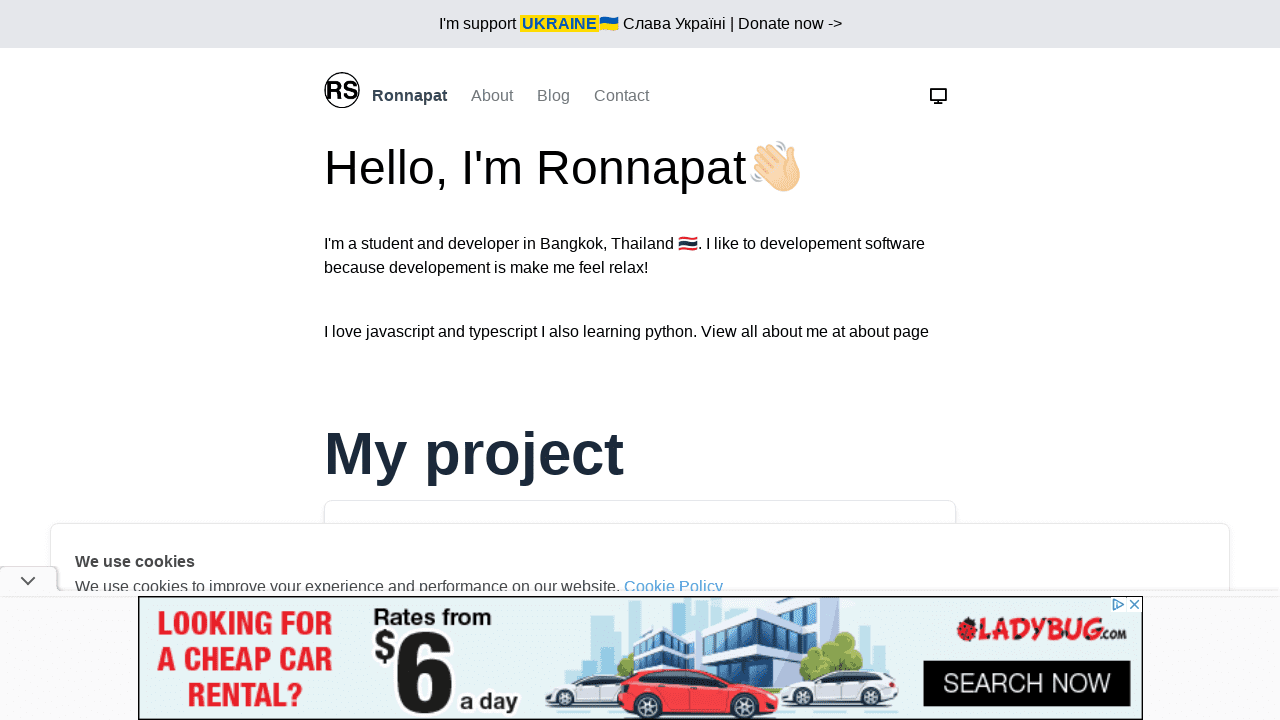 I'm support UKRAINE🇺🇦 Слава Україні | Donate now ->
RS Ronnapat About Blog Contact
Hello, I'm Ronnapat👋🏻
I'm a student and developer in Bangkok, Thailand 🇹🇭. I like to developement software
because developement is make me feel relax!
I love javascript and typescript I also learning python. View all about me at about page
My project
We use cookies
We use cookies to improve your experience and performance on our website. Cookie Policy
LOOKING FOR
A CHEAP CAR
RENTAL?
Rates from
$6
a day
LADYBUG.COM
SEARCH NOW